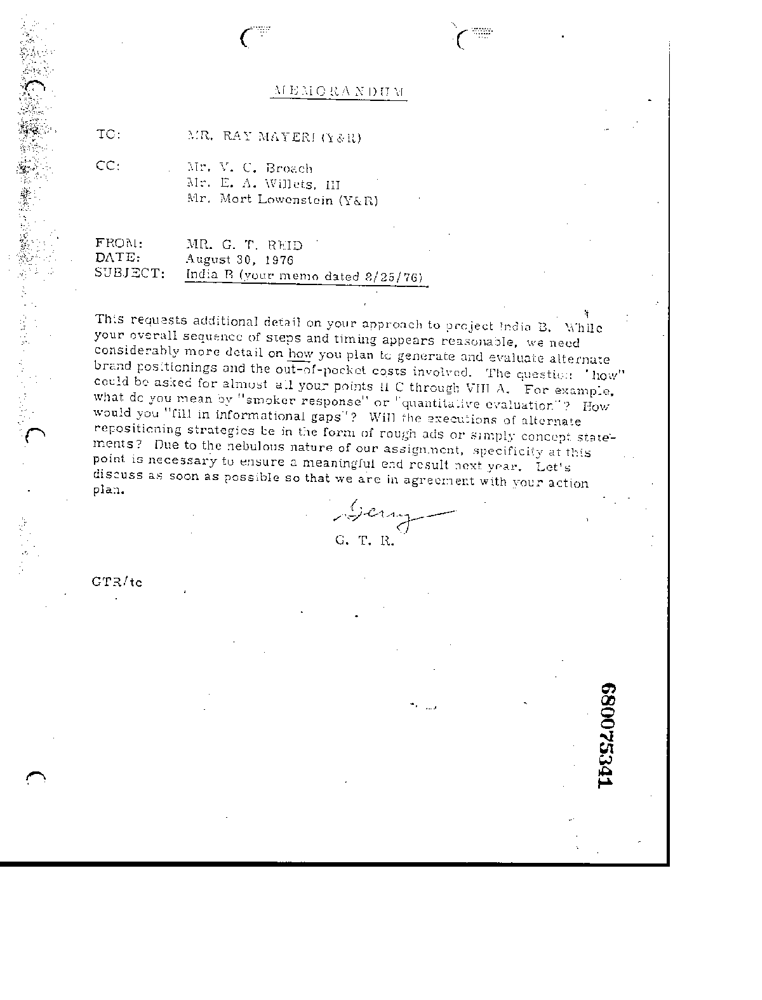 MEMORANDUM
TO: MR. RAY MAYERI (Y&R)
CC: Mr. V. C. Broach
Mr. E. A. Willets, III
Mr. Mort Lowenstein (Y&R)
FROM: MR. G. T. REID
DATE: August 30, 1976
SUBJECT: India B (your memo dated 8/25/76)
This requests additional detail on your approach to project India B. While
your overall sequence of steps and timing appears reasonable, we need
considerably more detail on how you plan to generate and evaluate alternate
brand positionings and the out-of-pocket costs involved. The question "how"
could be asked for almost all your points II C through VIII A. For example,
what do you mean by "smoker response" or "quantitative evaluation"? How
would you "fill in informational gaps"? Will the executions of alternate
repositioning strategies be in the form of rough ads or simply concept state-
ments? Due to the nebulous nature of our assignment, specificity at this
point is necessary to ensure a meaningful end result next year. Let's
discuss as soon as possible so that we are in agreement with your action
plan.
Gerry
G. T. R.
GTR/tc
680075341